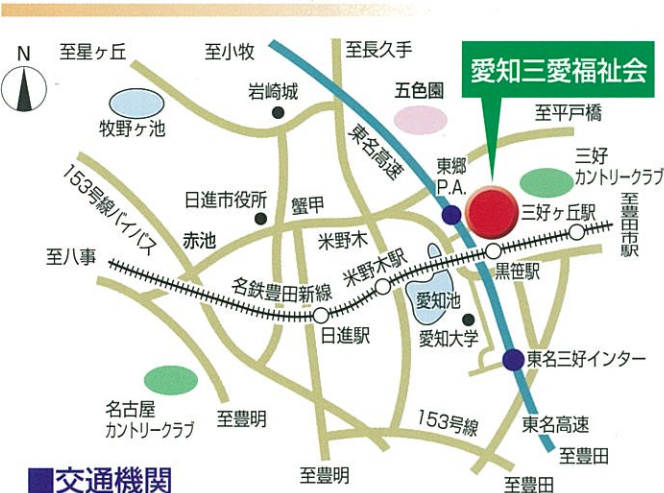 N
至星ヶ丘
至小牧
至長久手
愛知三愛福祉会
岩崎城
五色園
至平戸橋
牧野ヶ池
東名高速
東郷
P.A.
三好
カントリークラブ
153号線バイパス
日進市役所
蟹甲
三好ヶ丘駅
至豊田市駅
赤池
米野木
至八事
米野木駅
黒笹駅
名鉄豊田新線
愛知池
日進駅
愛知大学
東名三好インター
名古屋
カントリークラブ
至豊明
153号線
東名高速
至豊田
至豊明
至豊田
■交通機関